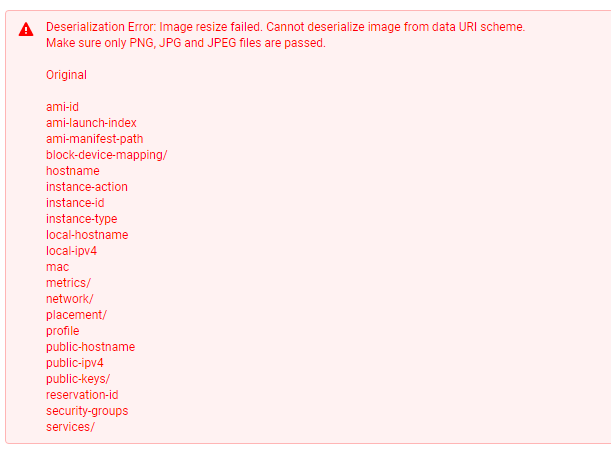 Deserialization Error: Image resize failed. Cannot deserialize image from data URI scheme.
Make sure only PNG, JPG and JPEG files are passed.
Original
ami-id
ami-launch-index
ami-manifest-path
block-device-mapping/
hostname
instance-action
instance-id
instance-type
local-hostname
local-ipv4
mac
metrics/
network/
placement/
profile
public-hostname
public-ipv4
public-keys/
reservation-id
security-groups
services/